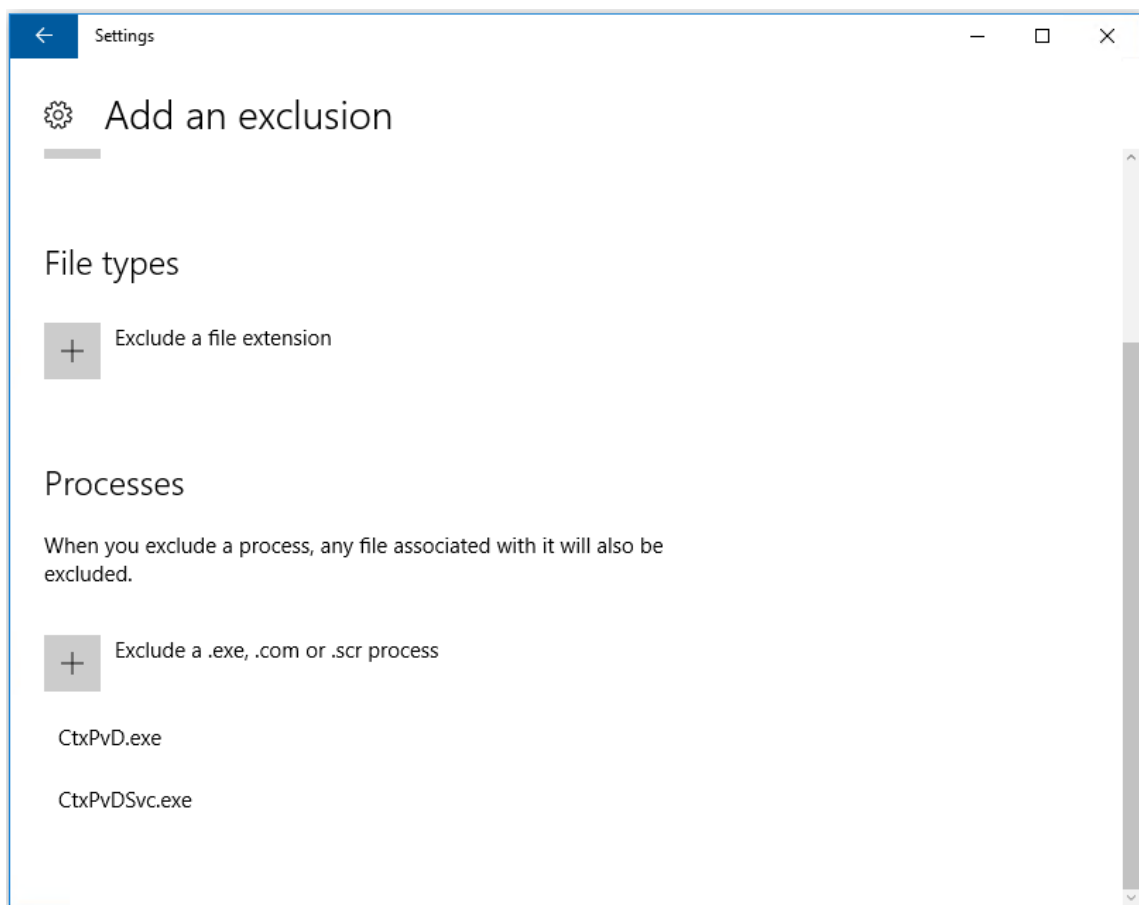 Settings
Add an exclusion
File types
Exclude a file extension
Processes
When you exclude a process, any file associated with it will also be
excluded.
Exclude a .exe, .com or .scr process
CtxPvD.exe
CtxPvDSvc.exe